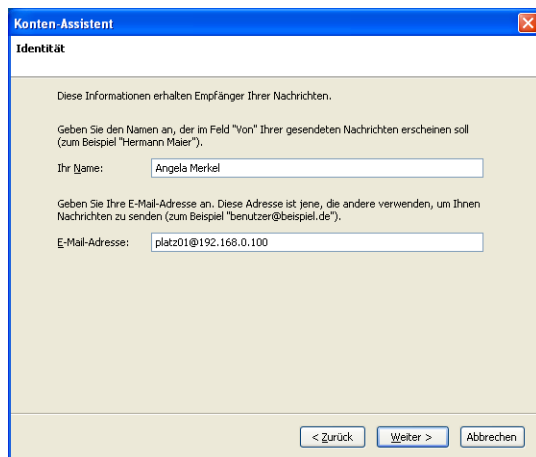 Konten-Assistent
Identität
Diese Informationen erhalten Empfänger Ihrer Nachrichten.
Geben Sie den Namen an, der im Feld "Von" Ihrer gesendeten Nachrichten erscheinen soll
(zum Beispiel "Hermann Maier").
Ihr Name: Angela Merkel
Geben Sie Ihre E-Mail-Adresse an. Diese Adresse ist jene, die andere verwenden, um Ihnen
Nachrichten zu senden (zum Beispiel "benutzer@beispiel.de").
E-Mail-Adresse: platz01@192.168.0.100
< Zurück Weiter > Abbrechen